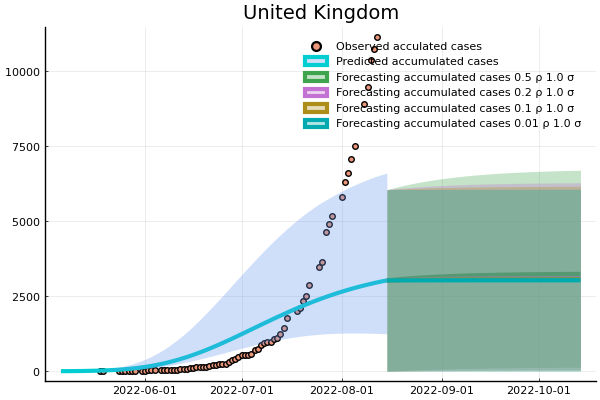 United Kingdom
Observed acculated cases
Predicted accumulated cases
Forecasting accumulated cases 0.5 ρ 1.0 σ
Forecasting accumulated cases 0.2 ρ 1.0 σ
Forecasting accumulated cases 0.1 ρ 1.0 σ
Forecasting accumulated cases 0.01 ρ 1.0 σ
10000
7500
5000
2500
0
2022-06-01 2022-07-01 2022-08-01 2022-09-01 2022-10-01